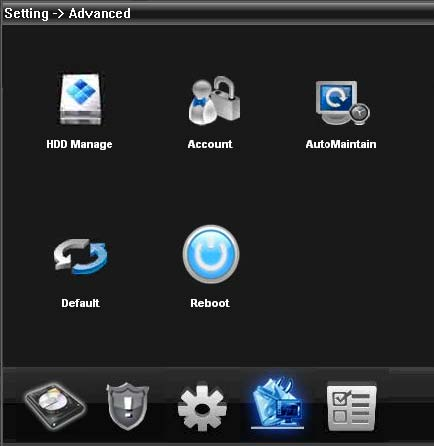 Setting -> Advanced
HDD Manage
Account
AutoMaintain
Default
Reboot